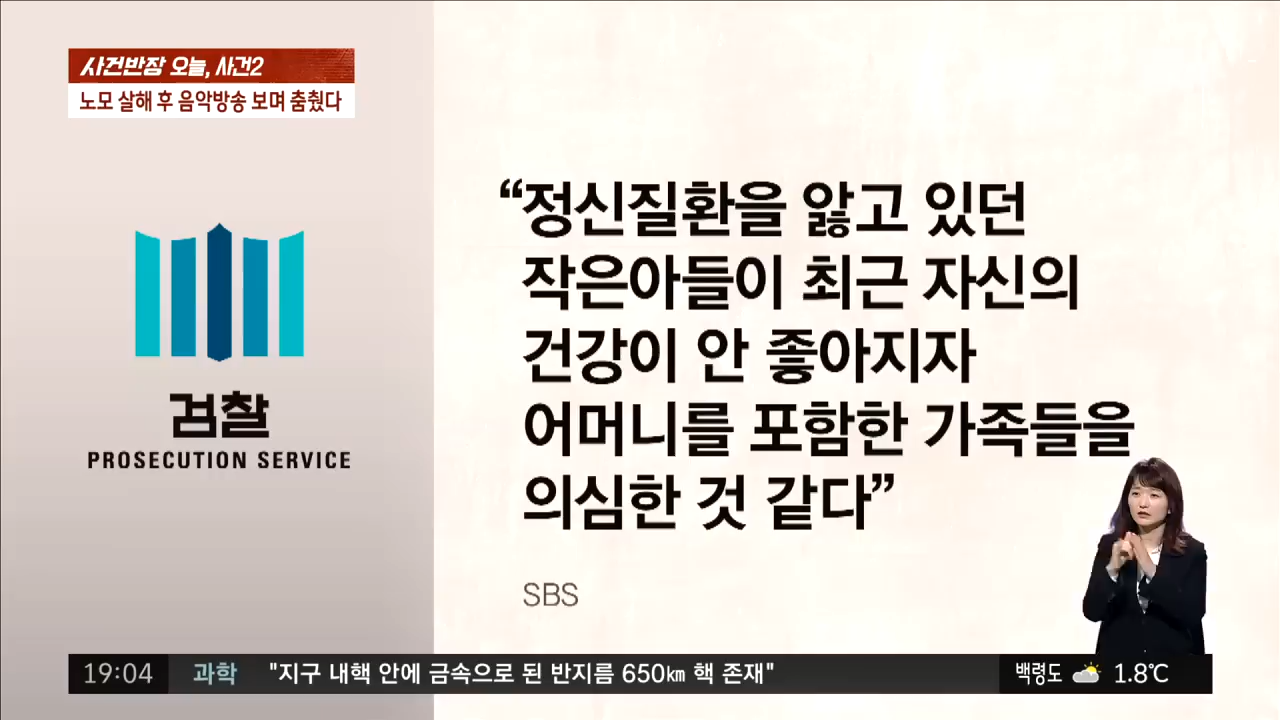 사건반장 오늘, 사건2
노모 살해 후 음악방송 보며 춤췄다
“정신질환을 앓고 있던
작은아들이 최근 자신의
건강이 안 좋아지자
어머니를 포함한 가족들을
의심한 것 같다”
SBS
검찰
PROSECUTION SERVICE
19:04 과학 "지구 내핵 안에 금속으로 된 반지름 650㎞ 핵 존재" 백령도 1.8℃